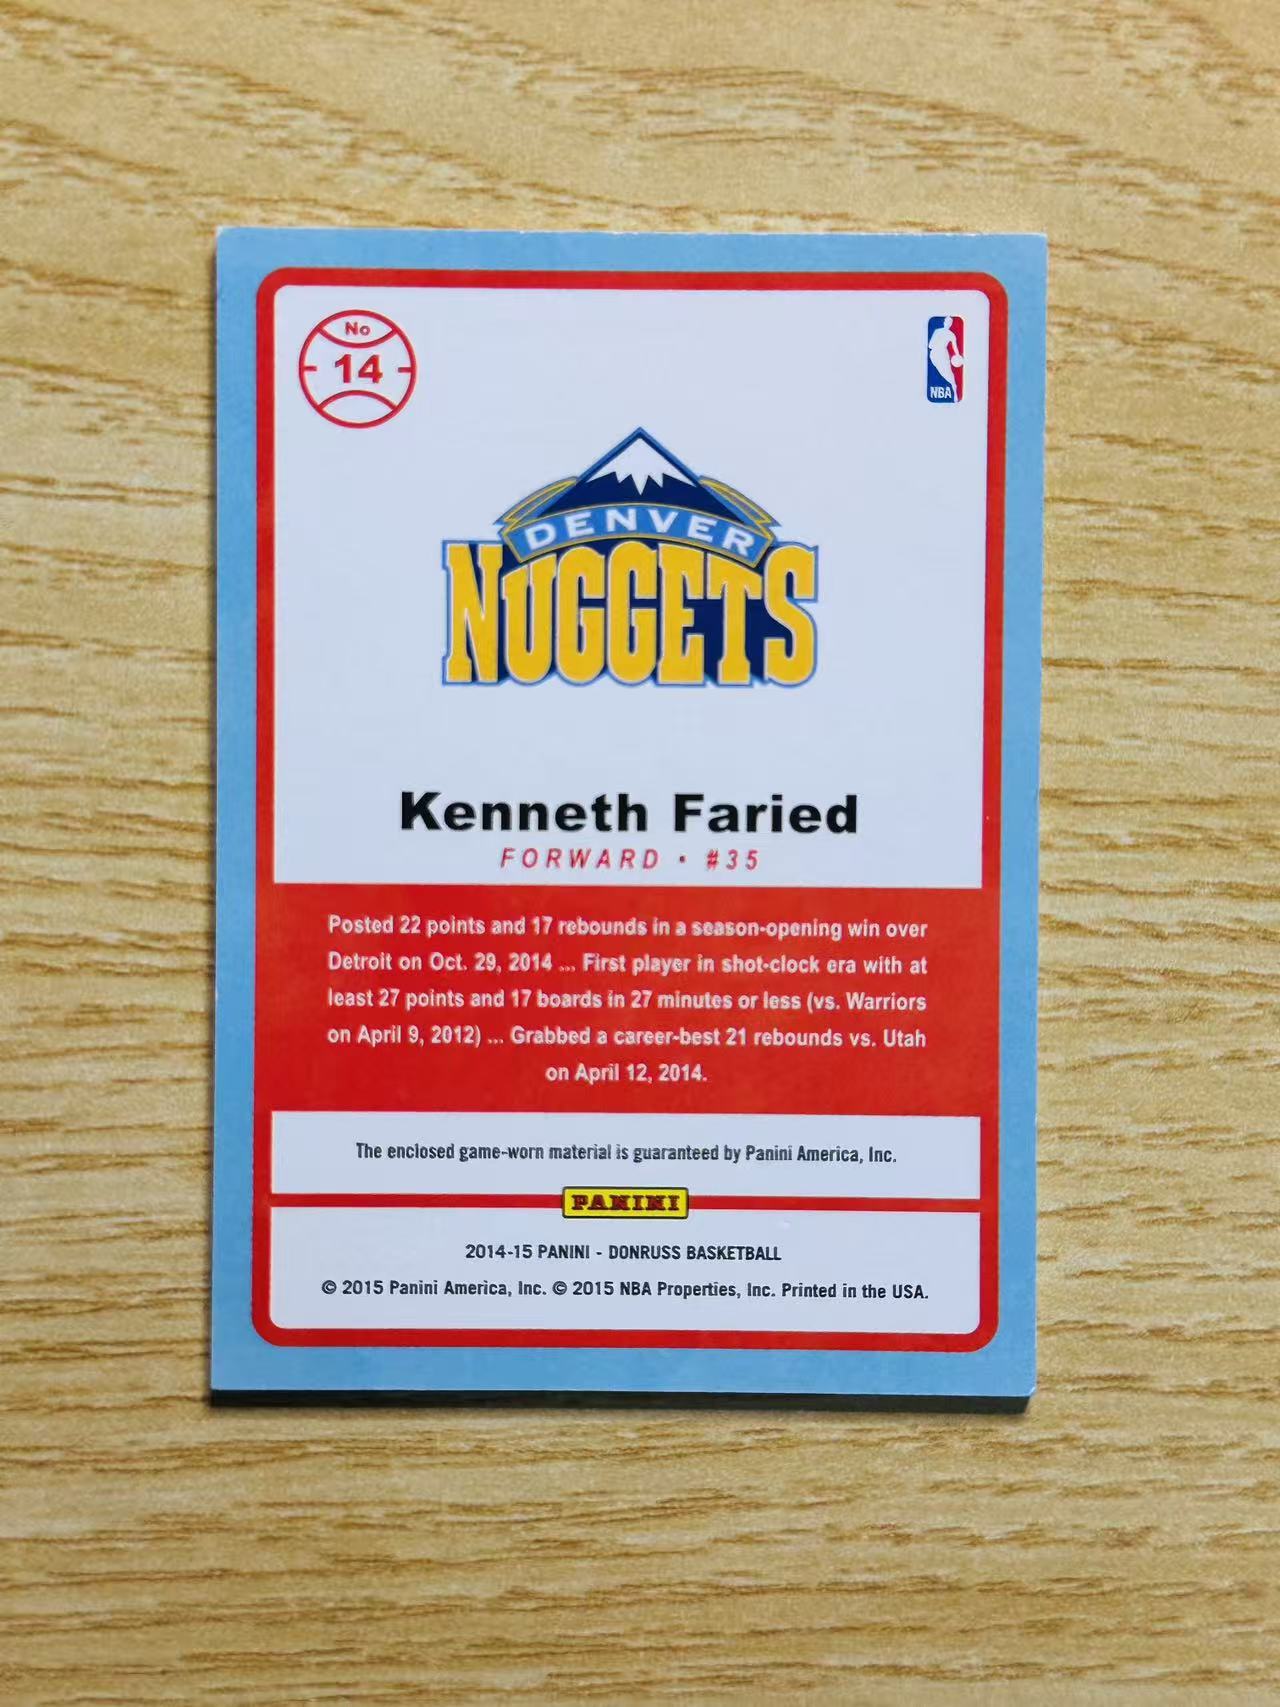 No
14
NBA
DENVER
NUGGETS
Kenneth Faried
FORWARD • #35
Posted 22 points and 17 rebounds in a season-opening win over
Detroit on Oct. 29, 2014 ... First player in shot-clock era with at
least 27 points and 17 boards in 27 minutes or less (vs. Warriors
on April 9, 2012) ... Grabbed a career-best 21 rebounds vs. Utah
on April 12, 2014.
The enclosed game-worn material is guaranteed by Panini America, Inc.
PANINI
2014-15 PANINI - DONRUSS BASKETBALL
© 2015 Panini America, Inc. © 2015 NBA Properties, Inc. Printed in the USA.